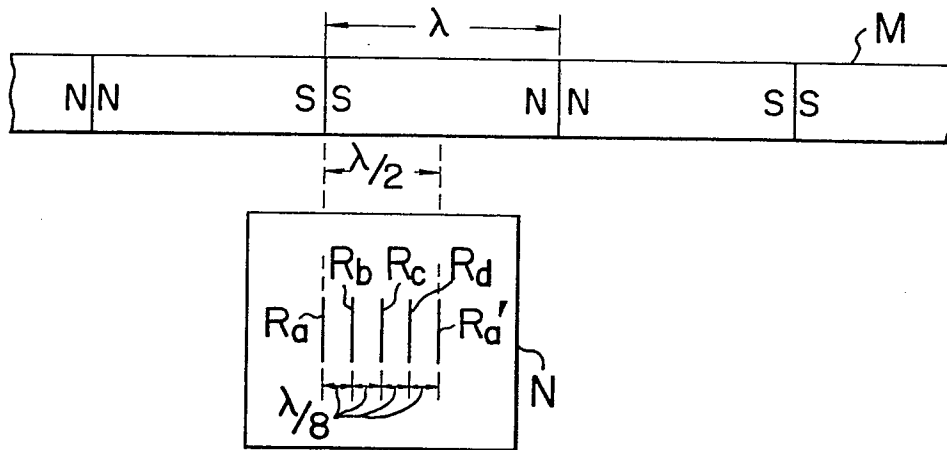 λ
M
N N S S N N S S
λ/2
Rb Rc Rd
Ra Ra'
N
λ/8